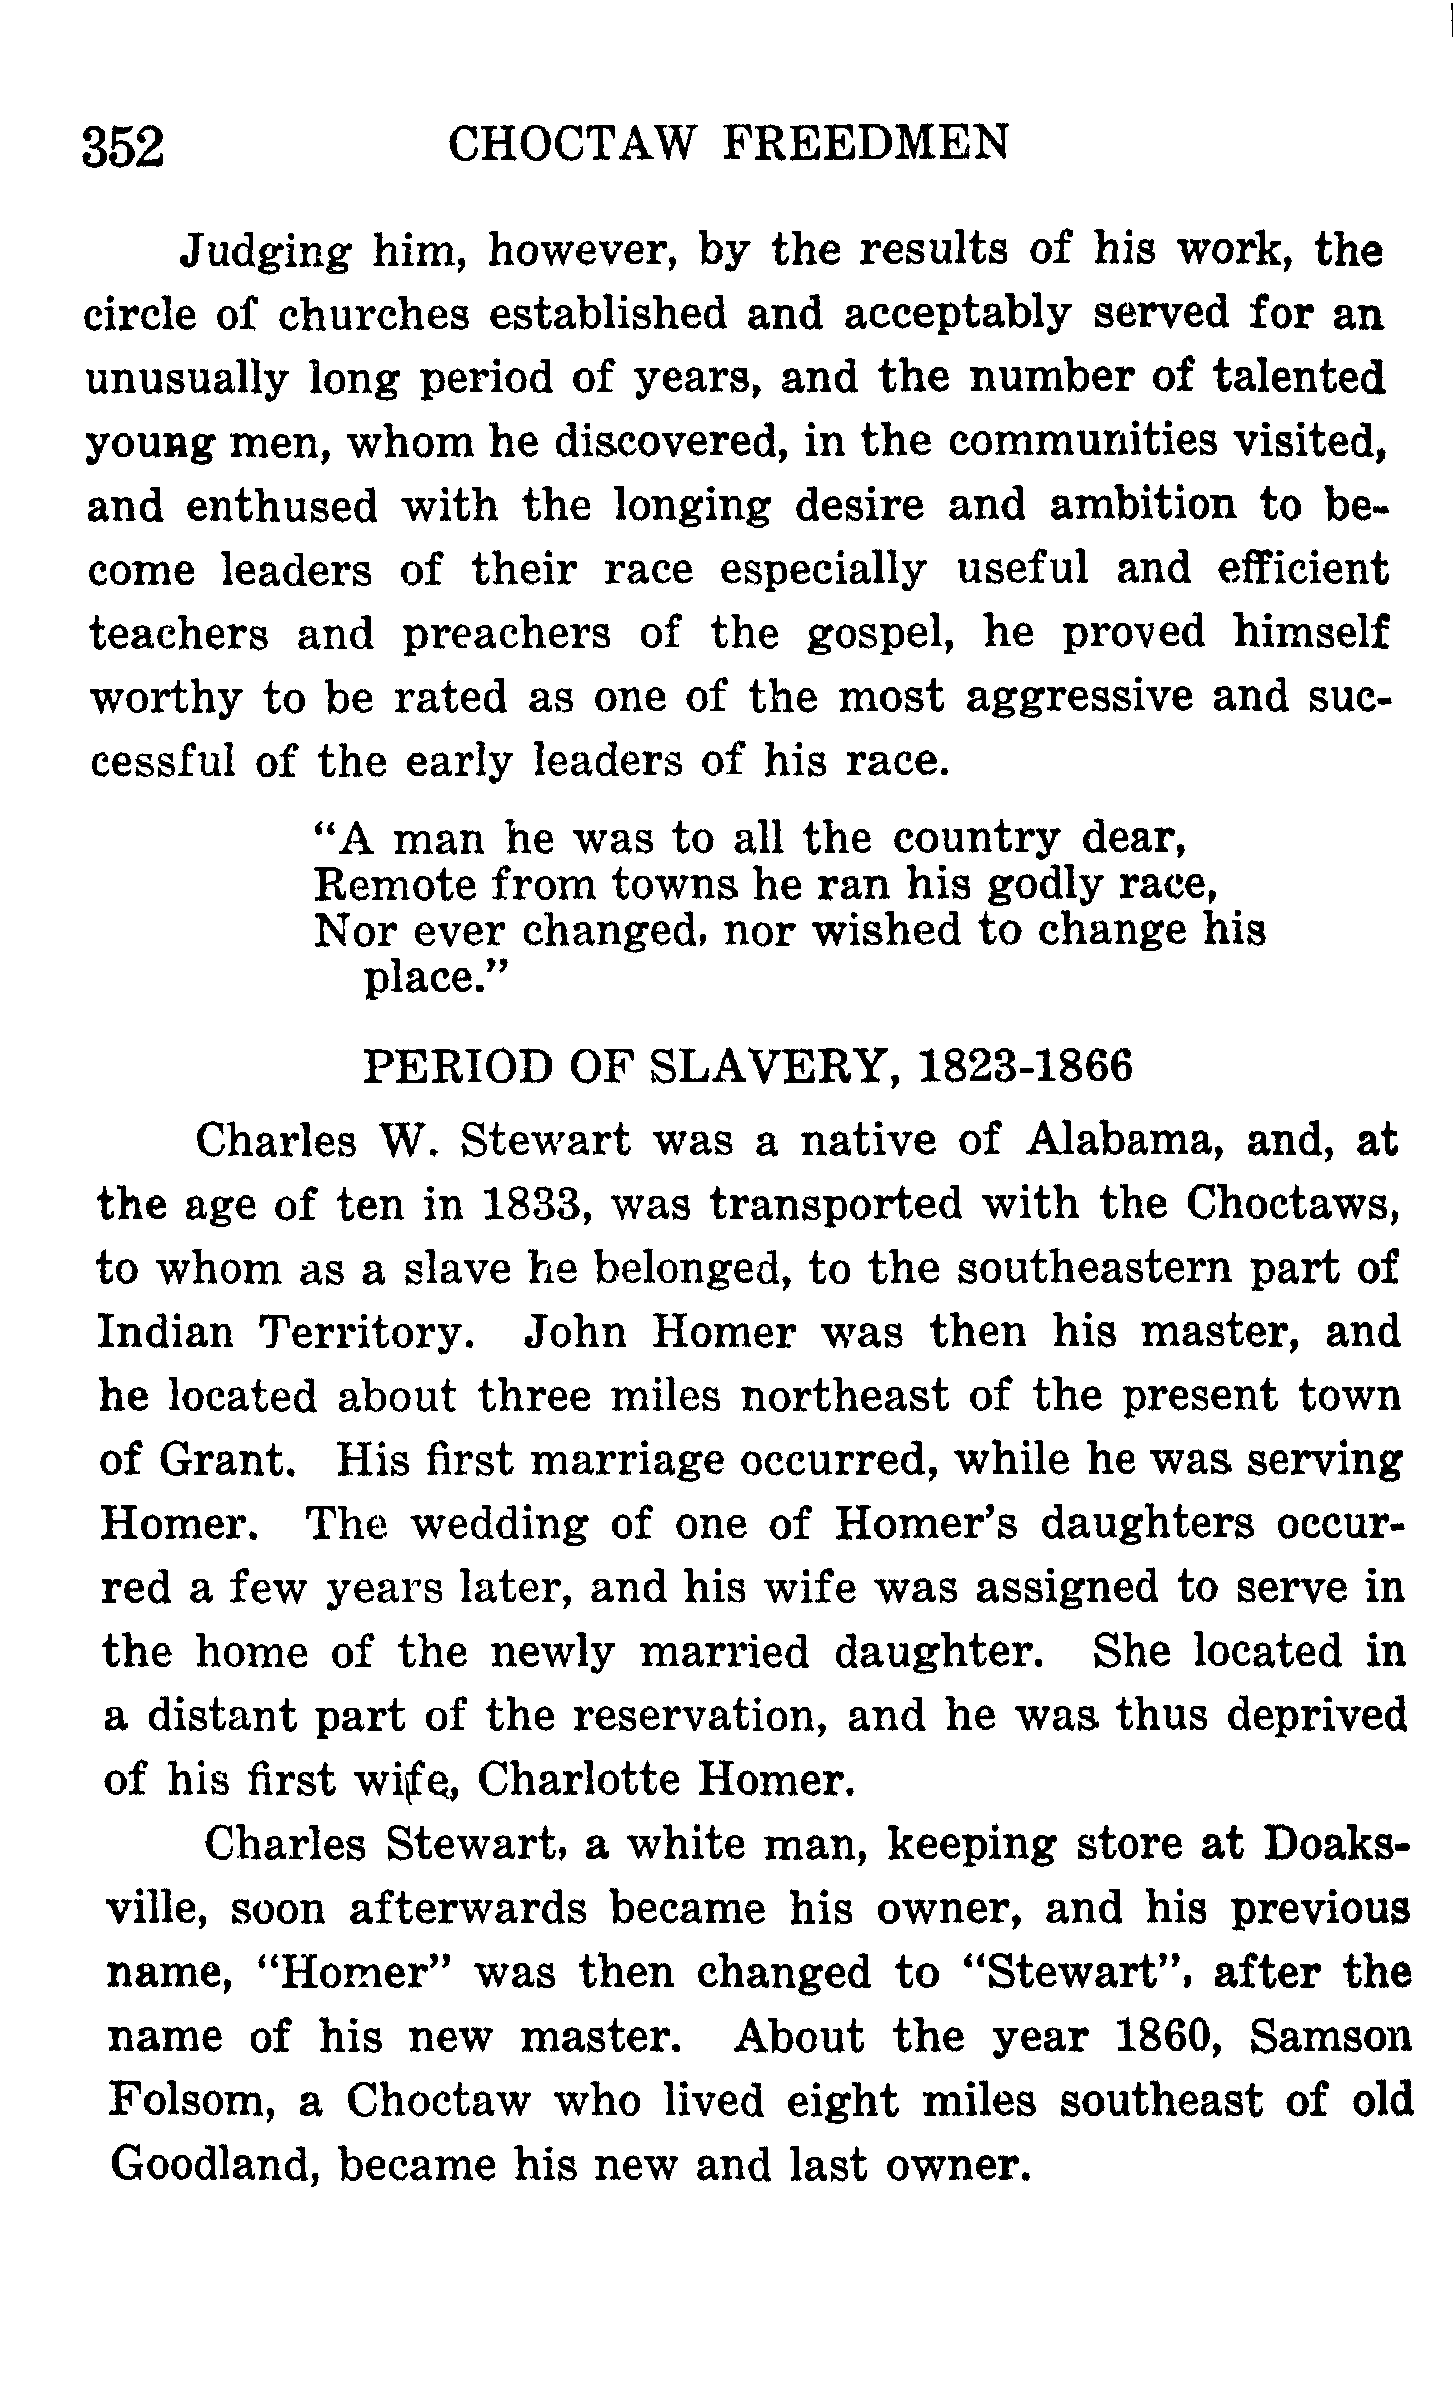 352 CHOCTAW FREEDMEN
Judging him, however, by the results of his work, the
circle of churches established and acceptably served for an
unusually long period of years, and the number of talented
young men, whom he discovered, in the communities visited,
and enthused with the longing desire and ambition to be-
come leaders of their race especially useful and efficient
teachers and preachers of the gospel, he proved himself
worthy to be rated as one of the most aggressive and suc-
cessful of the early leaders of his race.
"A man he was to all the country dear,
Remote from towns he ran his godly race,
Nor ever changed, nor wished to change his
place."
PERIOD OF SLAVERY, 1823-1866
Charles W. Stewart was a native of Alabama, and, at
the age of ten in 1833, was transported with the Choctaws,
to whom as a slave he belonged, to the southeastern part of
Indian Territory. John Homer was then his master, and
he located about three miles northeast of the present town
of Grant. His first marriage occurred, while he was serving
Homer. The wedding of one of Homer's daughters occur-
red a few years later, and his wife was assigned to serve in
the home of the newly married daughter. She located in
a distant part of the reservation, and he was thus deprived
of his first wife, Charlotte Homer.
Charles Stewart, a white man, keeping store at Doaks-
ville, soon afterwards became his owner, and his previous
name, "Homer" was then changed to "Stewart", after the
name of his new master. About the year 1860, Samson
Folsom, a Choctaw who lived eight miles southeast of old
Goodland, became his new and last owner.